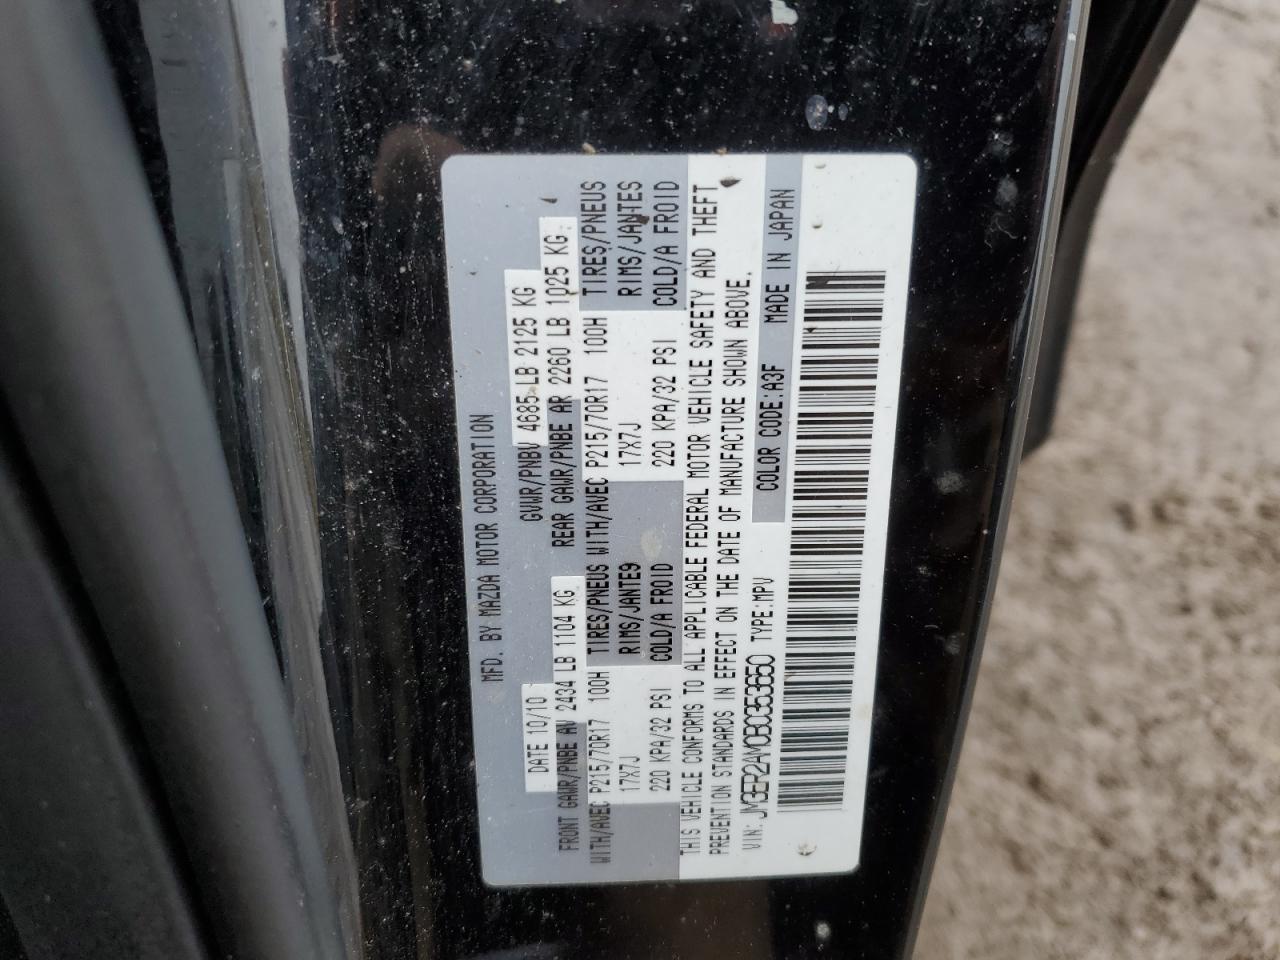 MFD. BY MAZDA MOTOR CORPORATION
DATE 10/10 GVWR/PNBV 4685 LB 2125 KG
FRONT GAWR/PNBE AV 2434 LB 1104 KG REAR GAWR/PNBE AR 2260 LB 1025 KG
WITH/AVEC P215/70R17 100H TIRES/PNEUS WITH/AVEC P215/70R17 100H TIRES/PNEUS
17X7J RIMS/JANTE9 17X7J RIMS/JANTES
220 KPA/32 PSI COLD/A FROID 220 KPA/32 PSI COLD/A FROID
THIS VEHICLE CONFORMS TO ALL APPLICABLE FEDERAL MOTOR VEHICLE SAFETY AND THEFT
PREVENTION STANDARDS IN EFFECT ON THE DATE OF MANUFACTURE SHOWN ABOVE.
VIN: JM3ER2AM0B0353650 TYPE:MPV COLOR CODE:A3F MADE IN JAPAN